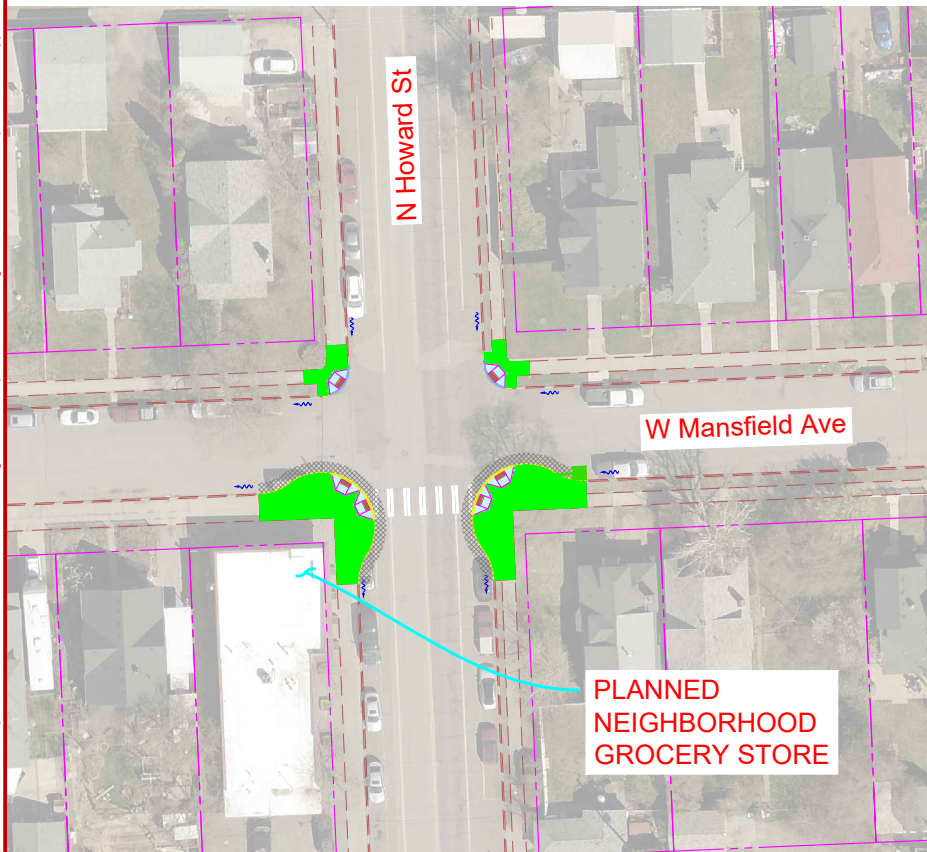 N Howard St
W Mansfield Ave
PLANNED
NEIGHBORHOOD
GROCERY STORE